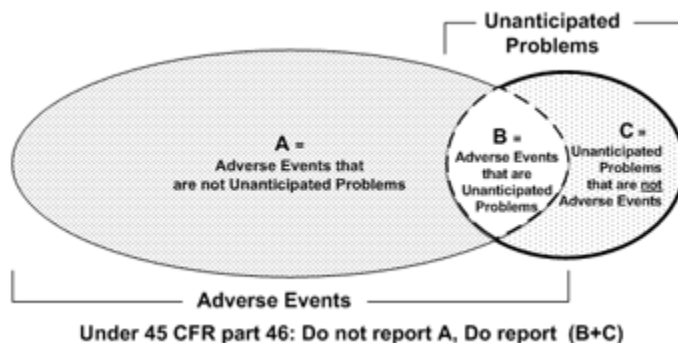 Unanticipated
Problems
A =
Adverse Events that
are not Unanticipated Problems
B =
Adverse Events
that are
Unanticipated
Problems
C =
Unanticipated
Problems
that are not
Adverse Events
Adverse Events
Under 45 CFR part 46: Do not report A, Do report (B+C)